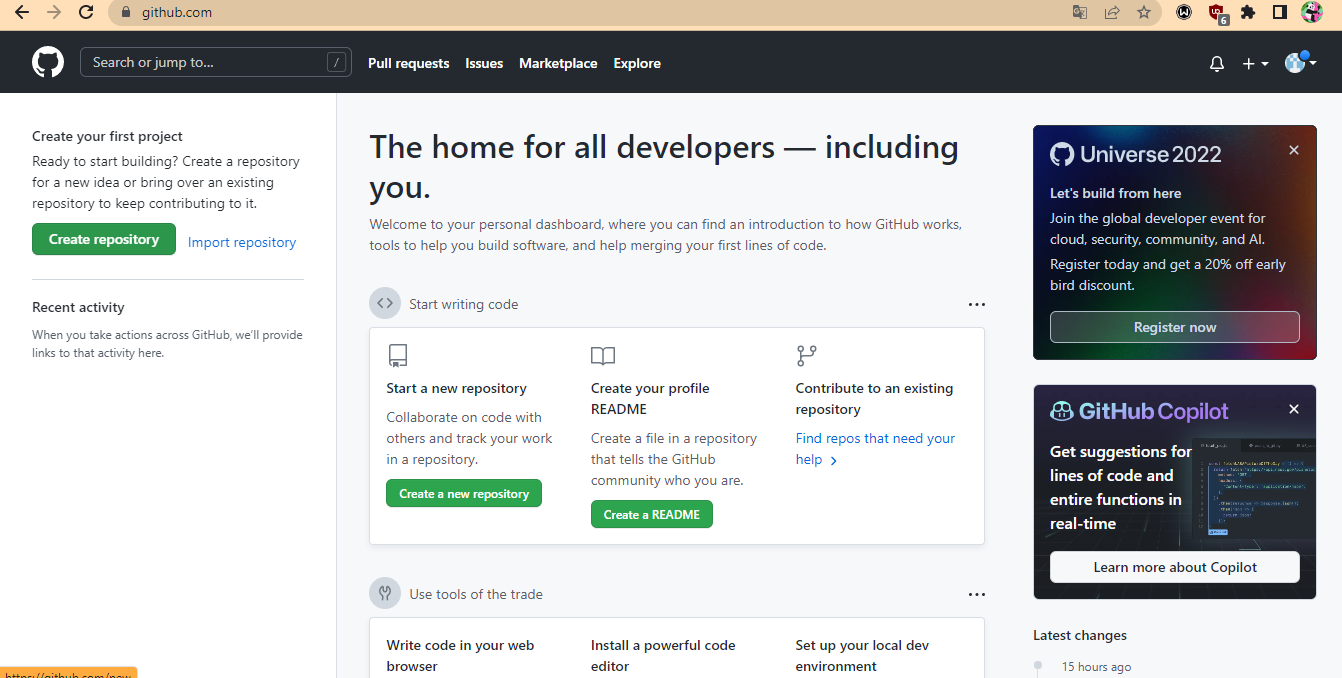 github.com
6
Search or jump to...
/
Pull requests
Issues
Marketplace
Explore
Create your first project
Ready to start building? Create a repository
for a new idea or bring over an existing
repository to keep contributing to it.
Create repository
Import repository
Recent activity
When you take actions across GitHub, we'll provide
links to that activity here.
The home for all developers — including
you.
Welcome to your personal dashboard, where you can find an introduction to how GitHub works,
tools to help you build software, and help merging your first lines of code.
Start writing code
Start a new repository
Collaborate on code with
others and track your work
in a repository.
Create a new repository
Create your profile
README
Create a file in a repository
that tells the GitHub
community who you are.
Create a README
Contribute to an existing
repository
Find repos that need your
help
Use tools of the trade
Write code in your web
browser
Install a powerful code
editor
Set up your local dev
environment
Universe 2022
Let's build from here
Join the global developer event for
cloud, security, community, and AI.
Register today and get a 20% off early
bird discount.
Register now
GitHub Copilot
Get suggestions for
lines of code and
entire functions in
real-time
Learn more about Copilot
Latest changes
15 hours ago
https://github.com/new